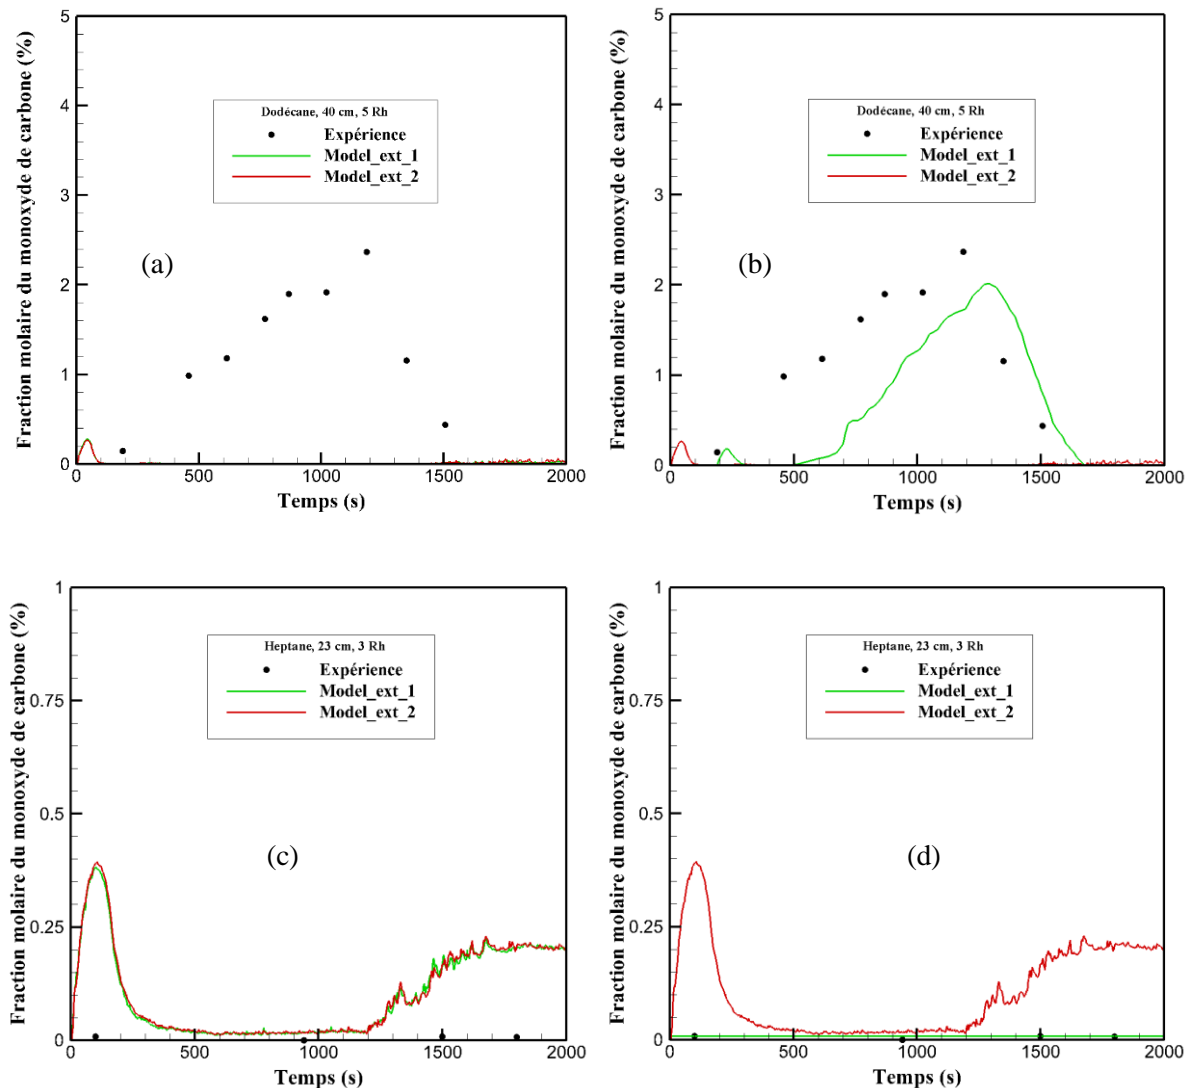 Fraction molaire du monoxyde de carbone (%)
5
4
3
2
1
0
Dodécane, 40 cm, 5 Rh
Expérience
Model_ext_1
Model_ext_2
(a)
0 500 1000 1500 2000
Temps (s)
Fraction molaire du monoxyde de carbone (%)
5
4
3
2
1
0
Dodécane, 40 cm, 5 Rh
Expérience
Model_ext_1
Model_ext_2
(b)
0 500 1000 1500 2000
Temps (s)
Fraction molaire du monoxyde de carbone (%)
1
0.75
0.5
0.25
0
Heptane, 23 cm, 3 Rh
Expérience
Model_ext_1
Model_ext_2
(c)
0 500 1000 1500 2000
Temps (s)
Fraction molaire du monoxyde de carbone (%)
1
0.75
0.5
0.25
0
Heptane, 23 cm, 3 Rh
Expérience
Model_ext_1
Model_ext_2
(d)
0 500 1000 1500 2000
Temps (s)